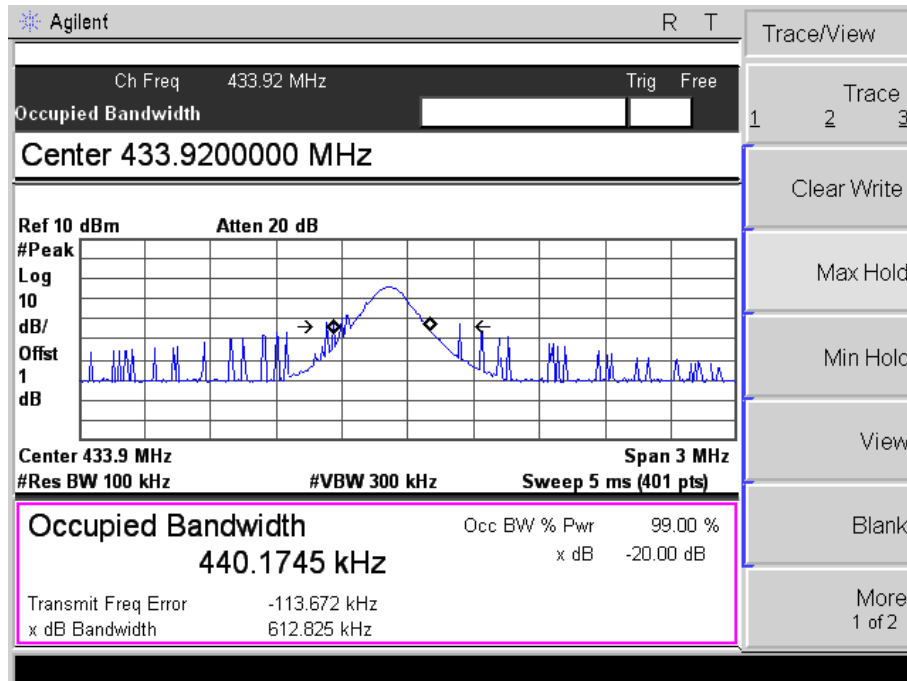 Agilent R T
Trace/View
Ch Freq 433.92 MHz Trig Free
Occupied Bandwidth
Trace
1 2 3
Center 433.9200000 MHz
Clear Write
Ref 10 dBm Atten 20 dB
#Peak
Log
10
dB/
Offst
1
dB
Max Hold
Min Hold
View
Center 433.9 MHz Span 3 MHz
#Res BW 100 kHz #VBW 300 kHz Sweep 5 ms (401 pts)
Occupied Bandwidth
440.1745 kHz
Occ BW % Pwr 99.00 %
x dB -20.00 dB
Transmit Freq Error -113.672 kHz
x dB Bandwidth 612.825 kHz
Blank
More
1 of 2